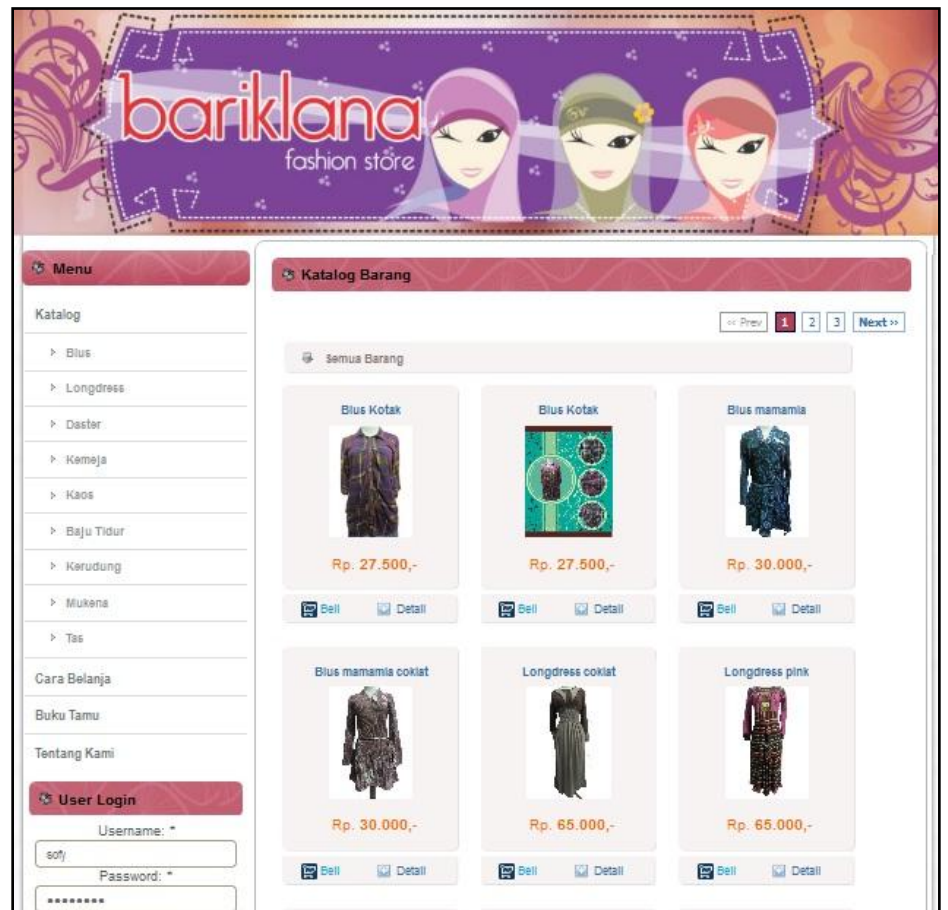 bariklana
fashion store
Menu
Katalog
Blus
Longdress
Daster
Kemeja
Kaos
Baju Tidur
Kerudung
Mukena
Tas
Cara Belanja
Buku Tamu
Tentang Kami
User Login
Username: *
sofy
Password: *
••••••••
Katalog Barang
‹‹ Prev 1 2 3 Next ››
Semua Barang
Blus Kotak Blus Kotak Blus mamamia
Rp. 27.500,- Rp. 27.500,- Rp. 30.000,-
Beli Detail Beli Detail Beli Detail
Blus mamamia coklat Longdress coklat Longdress pink
Rp. 30.000,- Rp. 65.000,- Rp. 65.000,-
Beli Detail Beli Detail Beli Detail